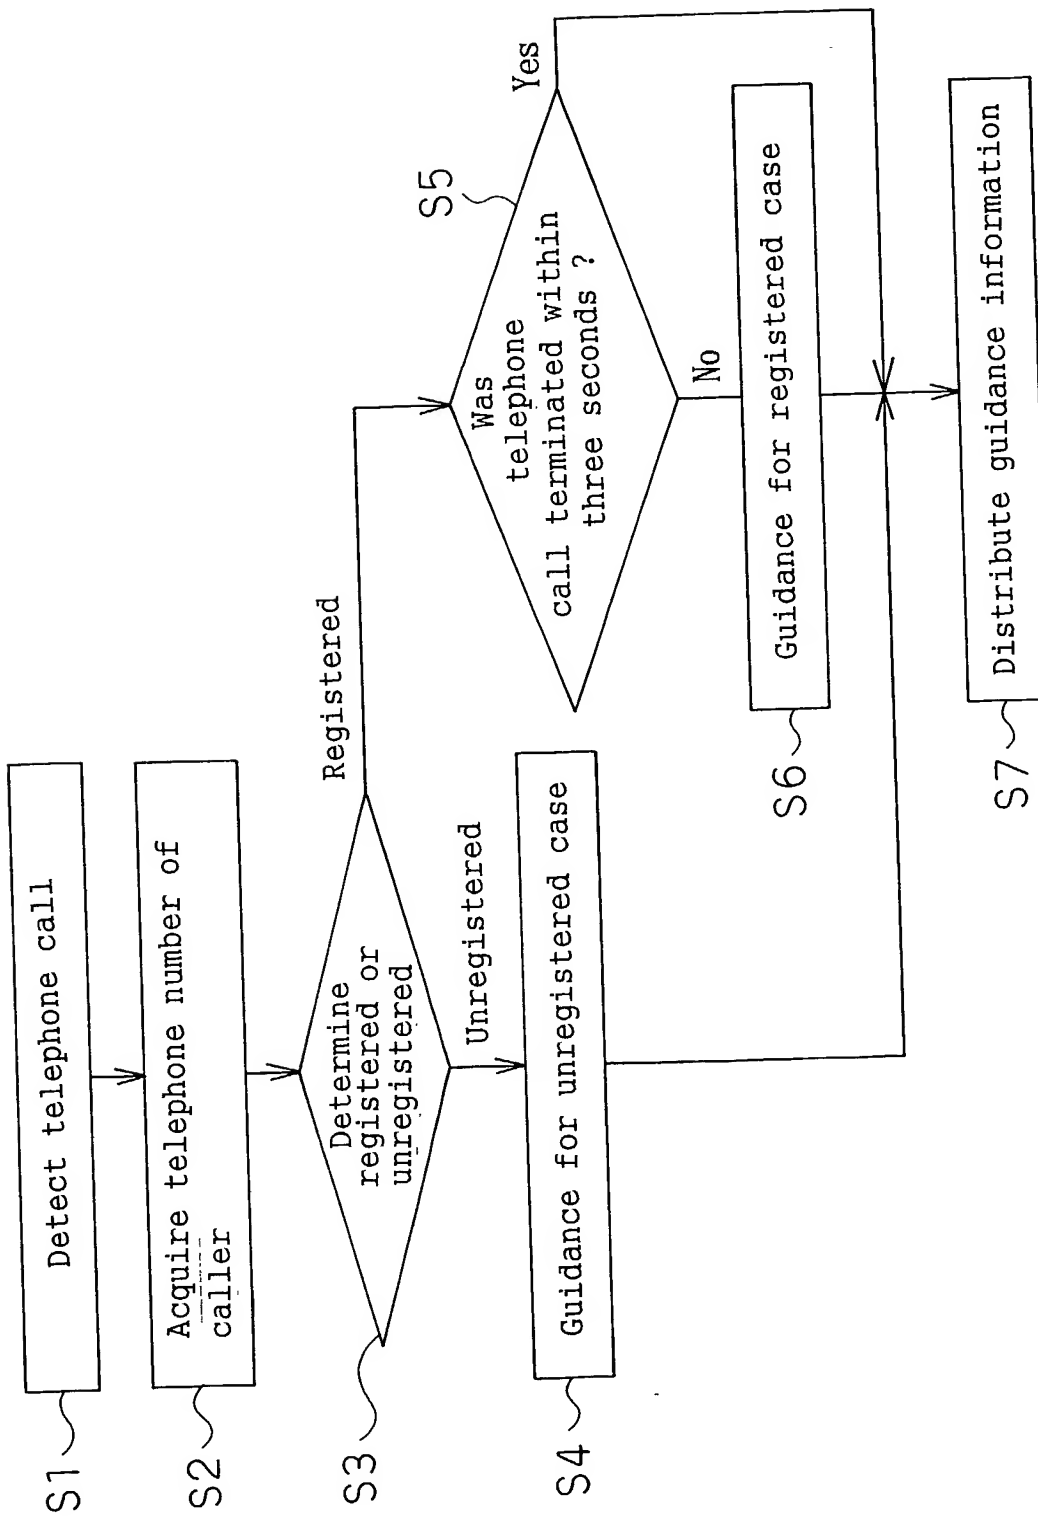 S1
Detect telephone call
S2
Acquire telephone number of
caller
S3
Determine
registered or
unregistered
Registered
Unregistered
S4
Guidance for unregistered case
S5
Was
telephone
call terminated within
three seconds ?
Yes
No
S6
Guidance for registered case
S7
Distribute guidance information